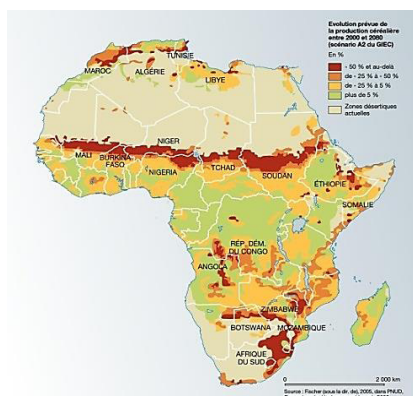 Evolution prévue de
la production céréalière
entre 2000 et 2080
(scénario A2 du GIEC)
En %
- 50 % et au-delà
de - 25 % à - 50 %
de - 25 % à 5 %
plus de 5 %
Zones désertiques
actuelles
TUNISIE
MAROC
ALGÉRIE
LIBYE
NIGER
MALI
BURKINA
FASO
NIGERIA
TCHAD
SOUDAN
ÉTHIOPIE
SOMALIE
RÉP. DÉM.
DU CONGO
ANGOLA
ZIMBABWE
BOTSWANA
MOZAMBIQUE
AFRIQUE
DU SUD
0
2 500 km
Source : Fischer (sous la dir. de), 2005, dans PNUD,